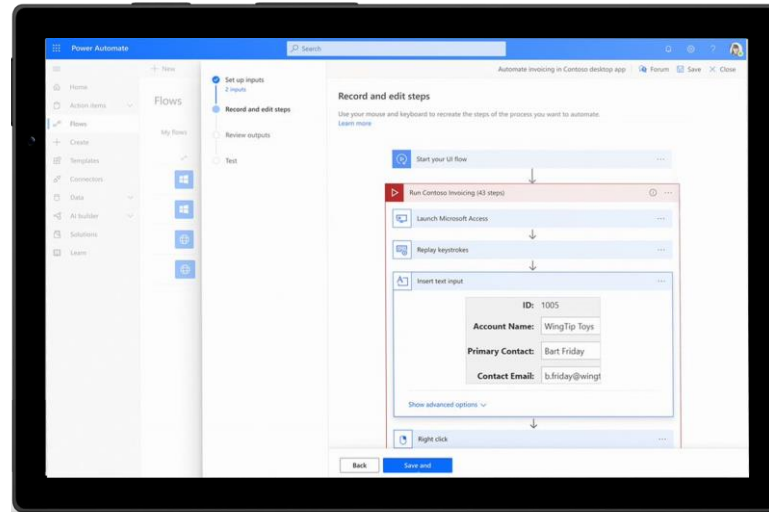 Power Automate
Search
?
New
Automate invoicing in Contoso desktop app
Forum
Save
Close
Home
Action items
Flows
Create
Templates
Connectors
Data
AI builder
Solutions
Learn
Flows
My flows
Set up inputs
2 inputs
Record and edit steps
Review outputs
Test
Record and edit steps
Use your mouse and keyboard to recreate the steps of the process you want to automate.
Learn more
Start your UI flow
Run Contoso Invoicing (43 steps)
Launch Microsoft Access
Replay keystrokes
Insert text input
ID: 1005
Account Name: WingTip Toys
Primary Contact: Bart Friday
Contact Email: b.friday@wingt
Show advanced options
Right click
Back
Save and